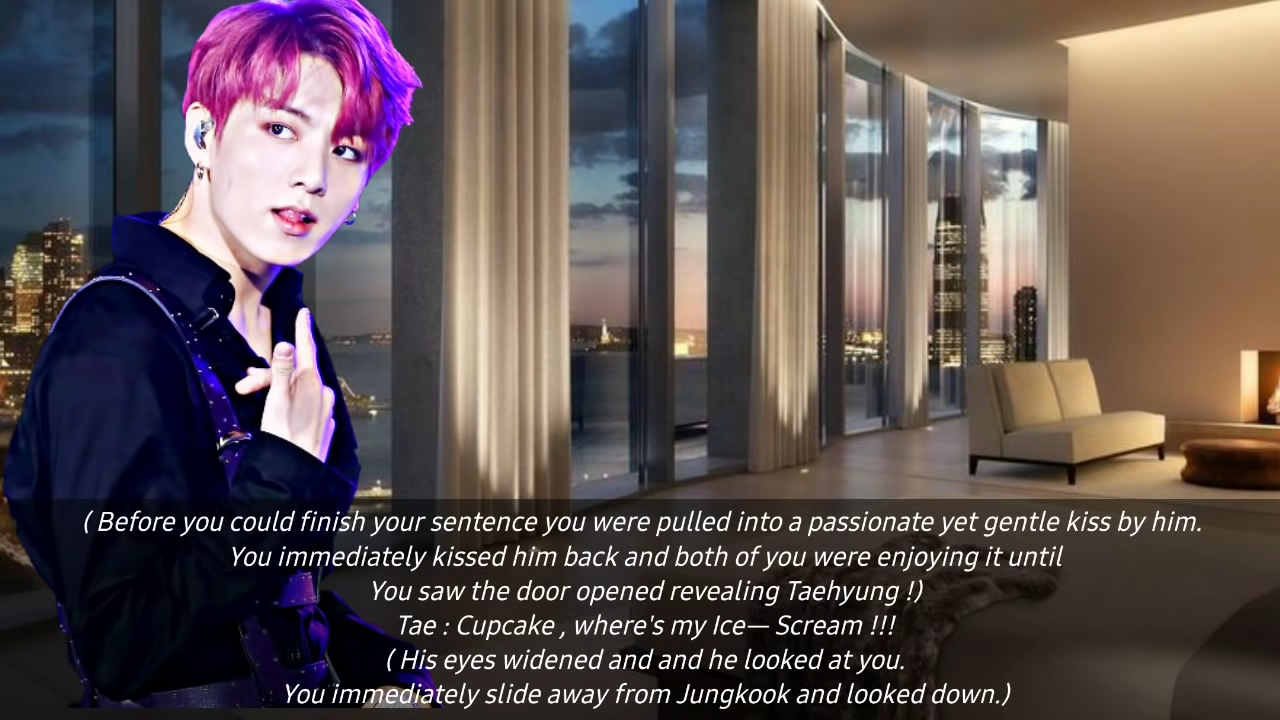 ( Before you could finish your sentence you were pulled into a passionate yet gentle kiss by him.
You immediately kissed him back and both of you were enjoying it until
You saw the door opened revealing Taehyung !)
Tae : Cupcake , where's my Ice— Scream !!!
( His eyes widened and and he looked at you.
You immediately slide away from Jungkook and looked down.)